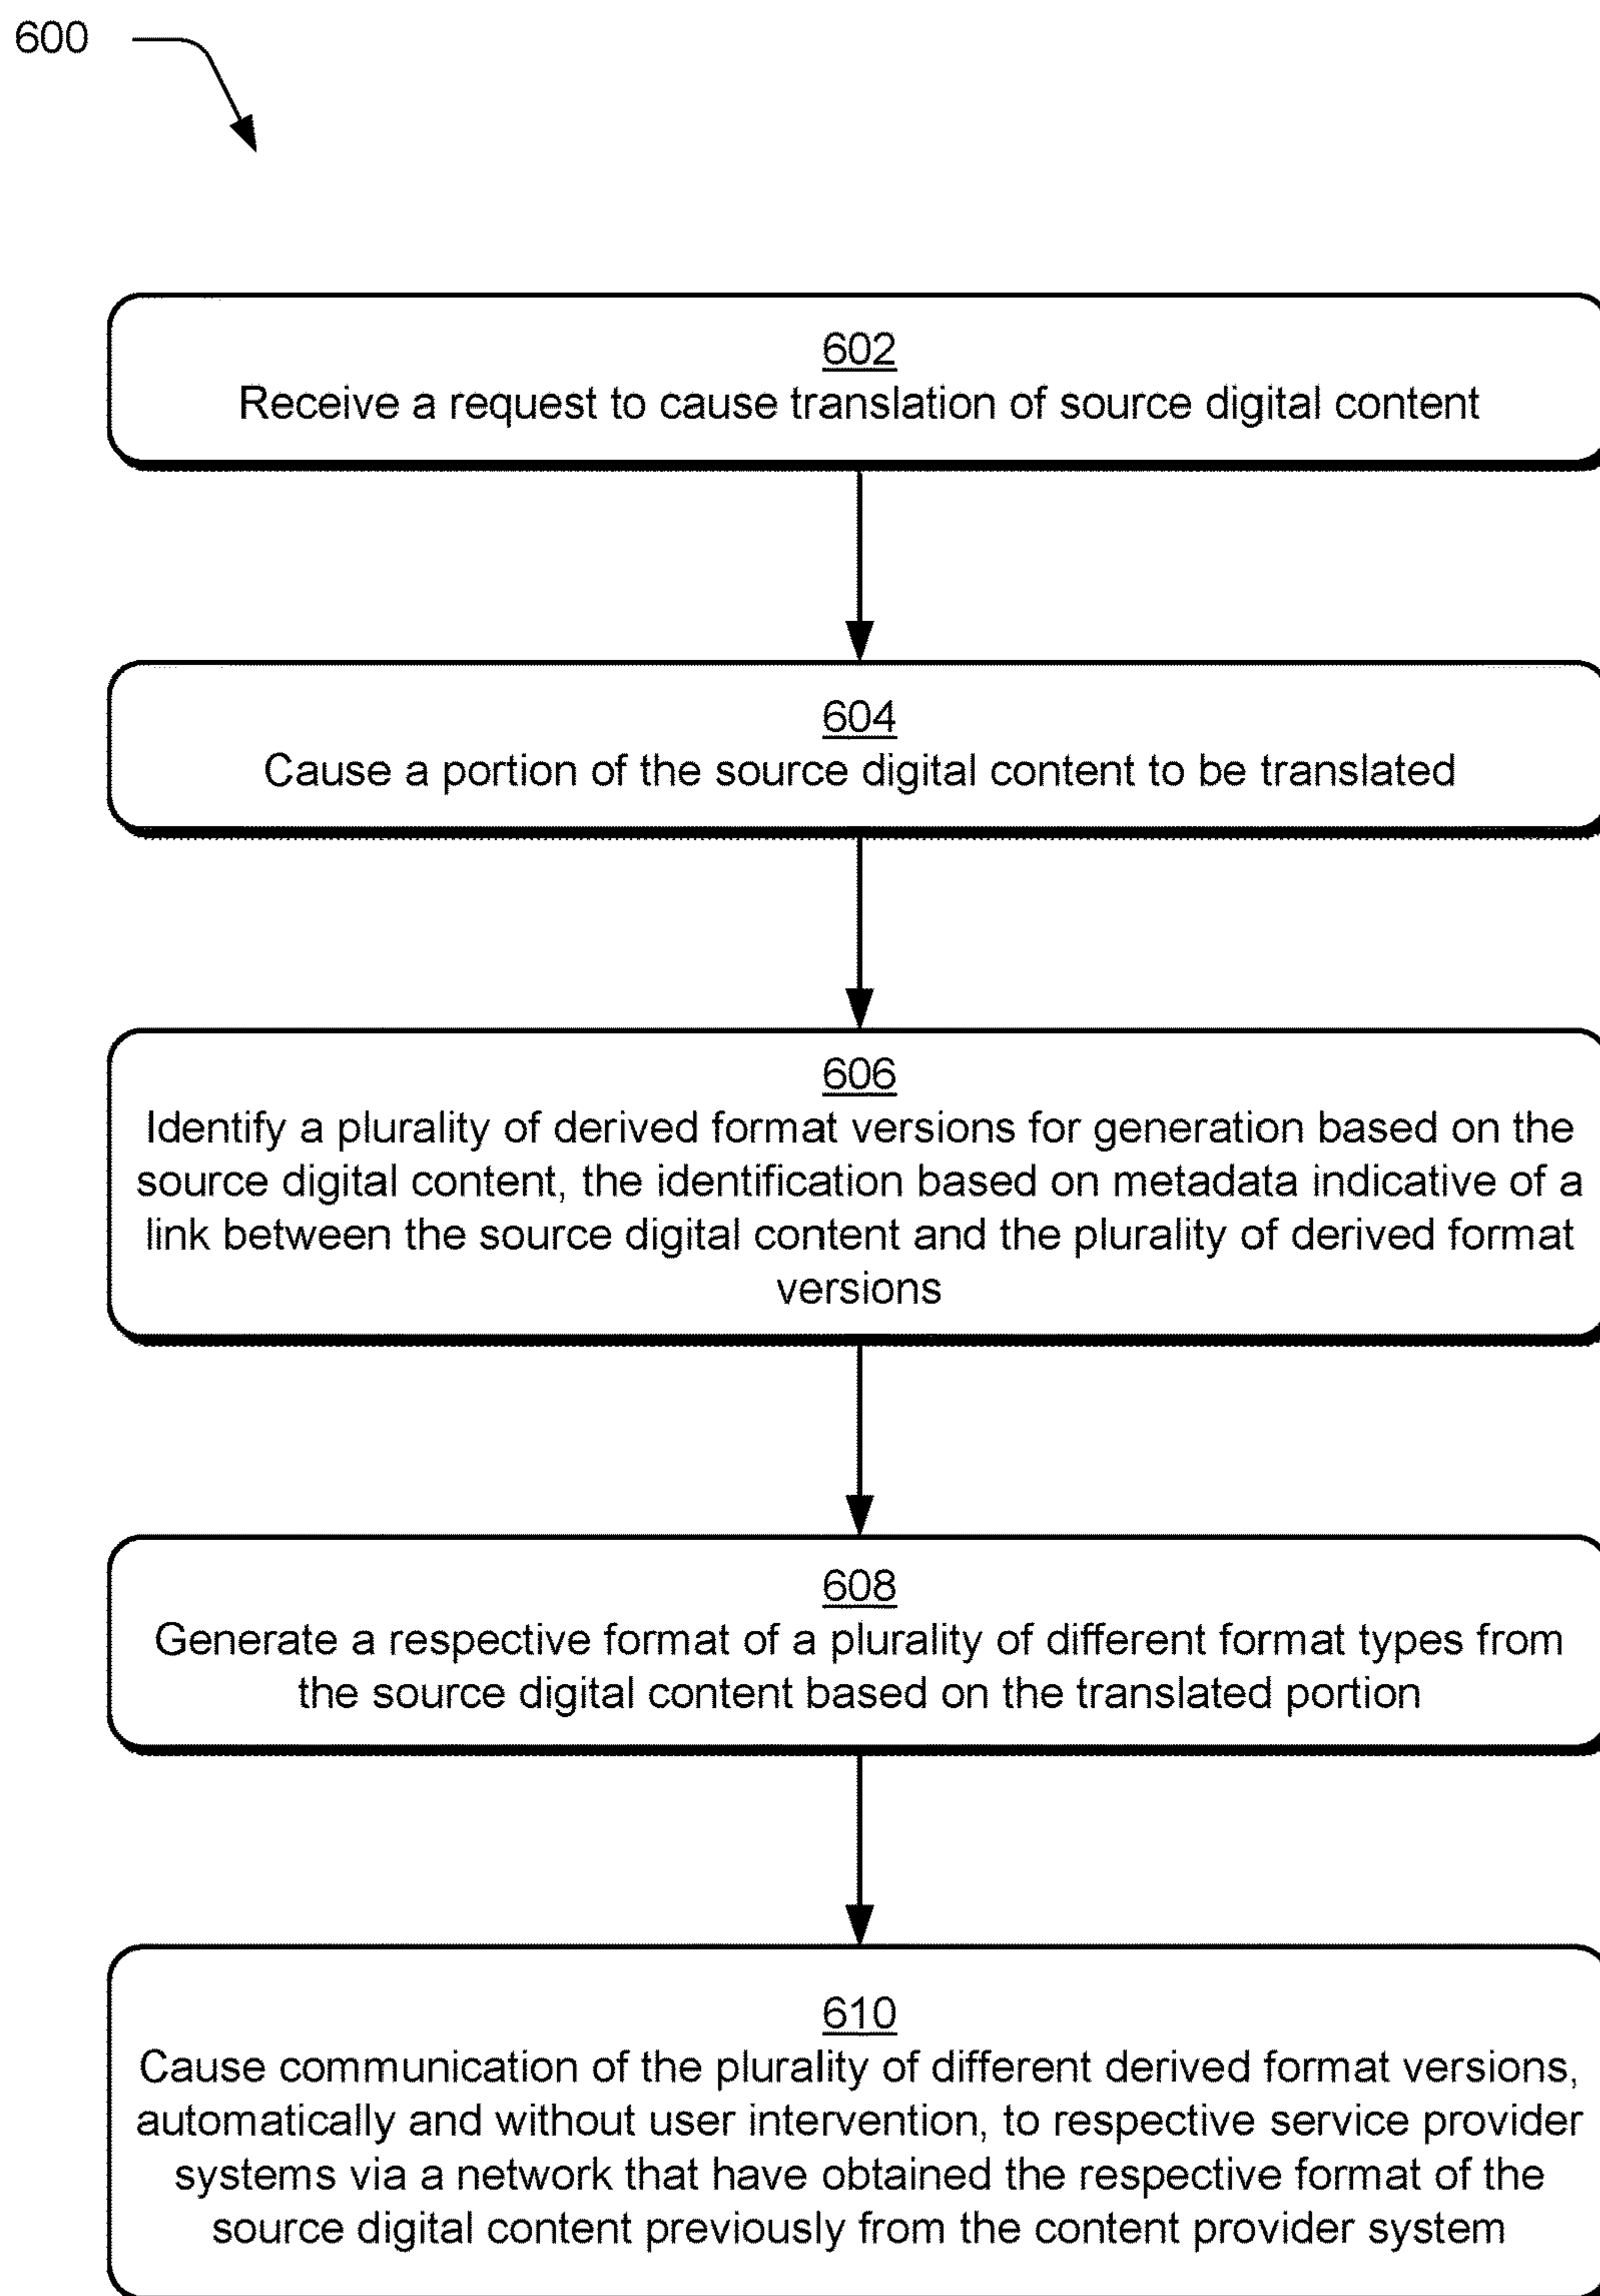 600
602
Receive a request to cause translation of source digital content
604
Cause a portion of the source digital content to be translated
606
Identify a plurality of derived format versions for generation based on the
source digital content, the identification based on metadata indicative of a
link between the source digital content and the plurality of derived format
versions
608
Generate a respective format of a plurality of different format types from
the source digital content based on the translated portion
610
Cause communication of the plurality of different derived format versions,
automatically and without user intervention, to respective service provider
systems via a network that have obtained the respective format of the
source digital content previously from the content provider system